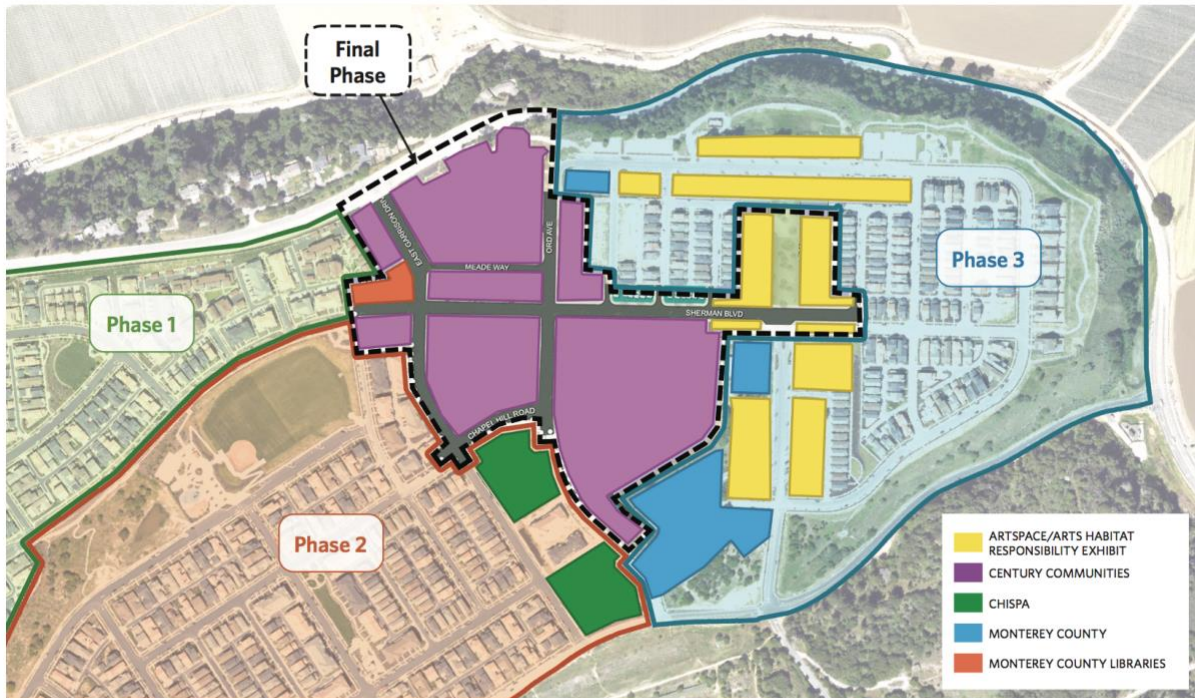 Final
Phase
EAST GARRISON DR
ORD AVE
MEADE WAY
SHERMAN BLVD
CHAPEL HILL ROAD
Phase 1
Phase 2
Phase 3
ARTSPACE/ARTS HABITAT
RESPONSIBILITY EXHIBIT
CENTURY COMMUNITIES
CHISPA
MONTEREY COUNTY
MONTEREY COUNTY LIBRARIES